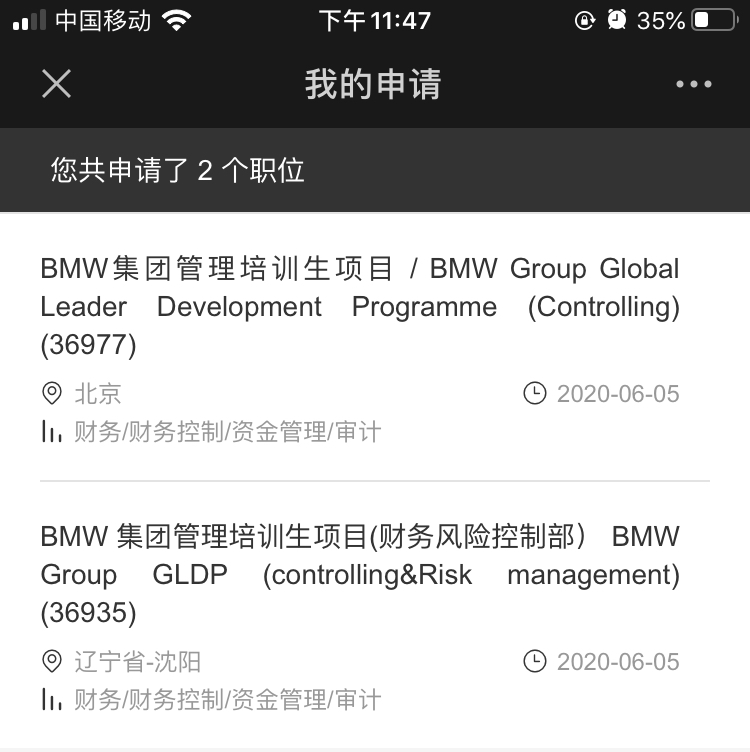 中国移动 下午11:47 35%
我的申请
您共申请了 2 个职位
BMW集团管理培训生项目 / BMW Group Global
Leader Development Programme (Controlling)
(36977)
北京 2020-06-05
财务/财务控制/资金管理/审计
BMW 集团管理培训生项目(财务风险控制部） BMW
Group GLDP (controlling&Risk management)
(36935)
辽宁省-沈阳 2020-06-05
财务/财务控制/资金管理/审计